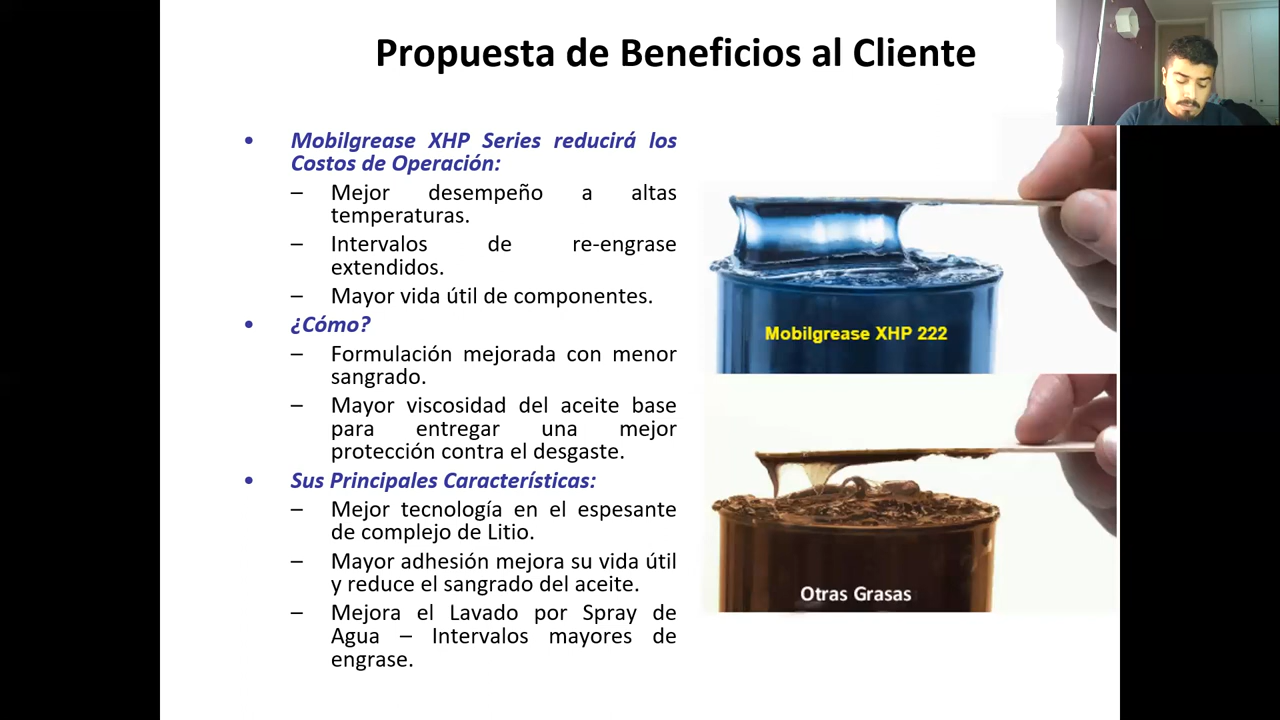 Propuesta de Beneficios al Cliente
• Mobilgrease XHP Series reducirá los
Costos de Operación:
– Mejor desempeño a altas
temperaturas.
– Intervalos de re-engrase
extendidos.
– Mayor vida útil de componentes.
• ¿Cómo?
– Formulación mejorada con menor
sangrado.
– Mayor viscosidad del aceite base
para entregar una mejor
protección contra el desgaste.
• Sus Principales Características:
– Mejor tecnología en el espesante
de complejo de Litio.
– Mayor adhesión mejora su vida útil
y reduce el sangrado del aceite.
– Mejora el Lavado por Spray de
Agua – Intervalos mayores de
engrase.
Mobilgrease XHP 222
Otras Grasas